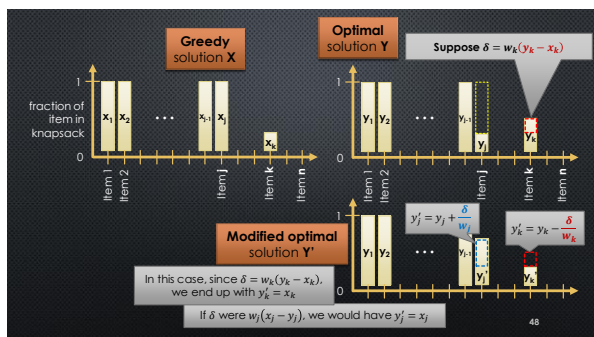 Greedy
solution X
Optimal
solution Y
Suppose δ = wₖ(yₖ − xₖ)
fraction of
item in
knapsack
1
0
x₁
x₂
...
xⱼ₋₁
xⱼ
xₖ
Item 1
Item 2
Item j
Item k
Item n
1
0
y₁
y₂
...
yⱼ₋₁
yⱼ
yₖ
Item 1
Item 2
Item j
Item k
Item n
Modified optimal
solution Y'
1
0
y₁
y₂
...
yⱼ₋₁
yⱼ'
yₖ'
y′ⱼ = yⱼ + δ/wⱼ
y′ₖ = yₖ − δ/wₖ
In this case, since δ = wₖ(yₖ − xₖ),
we end up with y′ₖ = xₖ
If δ were wⱼ(xⱼ − yⱼ), we would have y′ⱼ = xⱼ
48